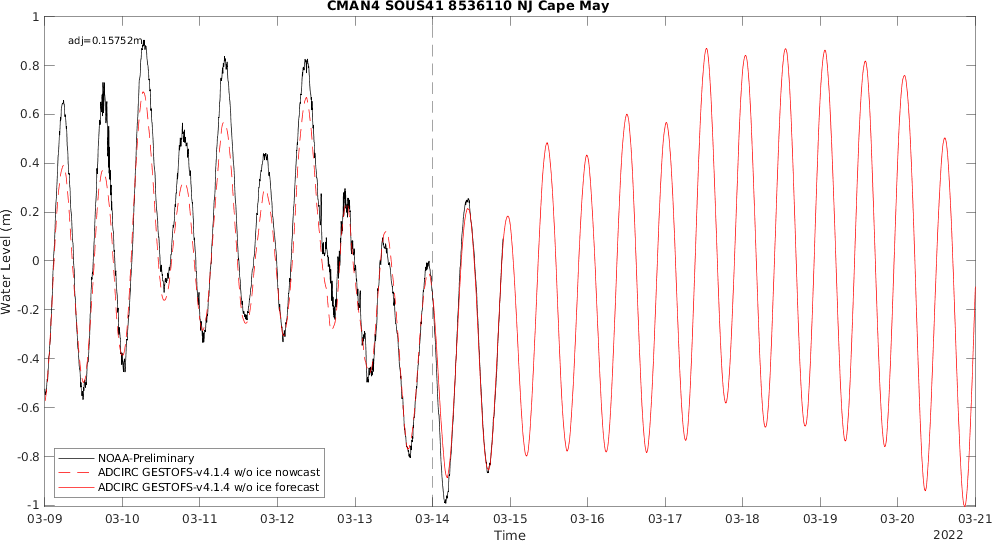 CMAN4 SOUS41 8536110 NJ Cape May
adj=0.15752m
1
0.8
0.6
0.4
0.2
0
-0.2
-0.4
-0.6
-0.8
-1
Water Level (m)
NOAA-Preliminary
ADCIRC GESTOFS-v4.1.4 w/o ice nowcast
ADCIRC GESTOFS-v4.1.4 w/o ice forecast
03-09 03-10 03-11 03-12 03-13 03-14 03-15 03-16 03-17 03-18 03-19 03-20 03-21
Time
2022